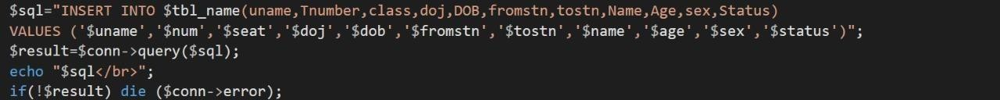 $sql="INSERT INTO $tbl_name(uname,Tnumber,class,doj,DOB,fromstn,tostn,Name,Age,sex,Status)
VALUES ('$uname','$num','$seat','$doj','$dob','$fromstn','$tostn','$name','$age','$sex','$status')";
$result=$conn->query($sql);
echo "$sql</br>";
if(!$result) die ($conn->error);